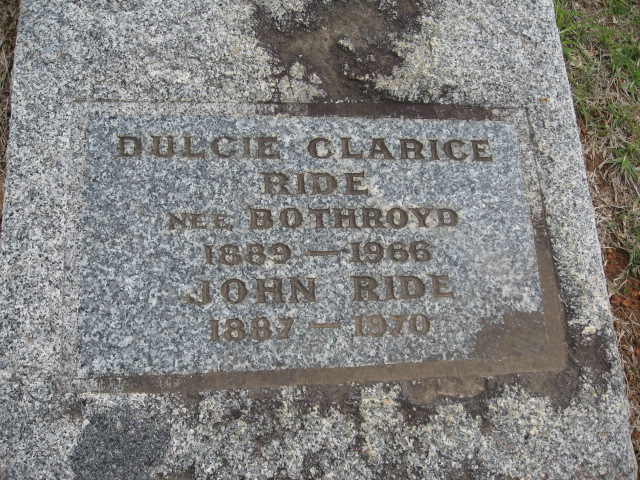 DULCIE CLARICE
RIDE
NEE BOTHROYD
1889 — 1966
JOHN RIDE
1887 — 1970